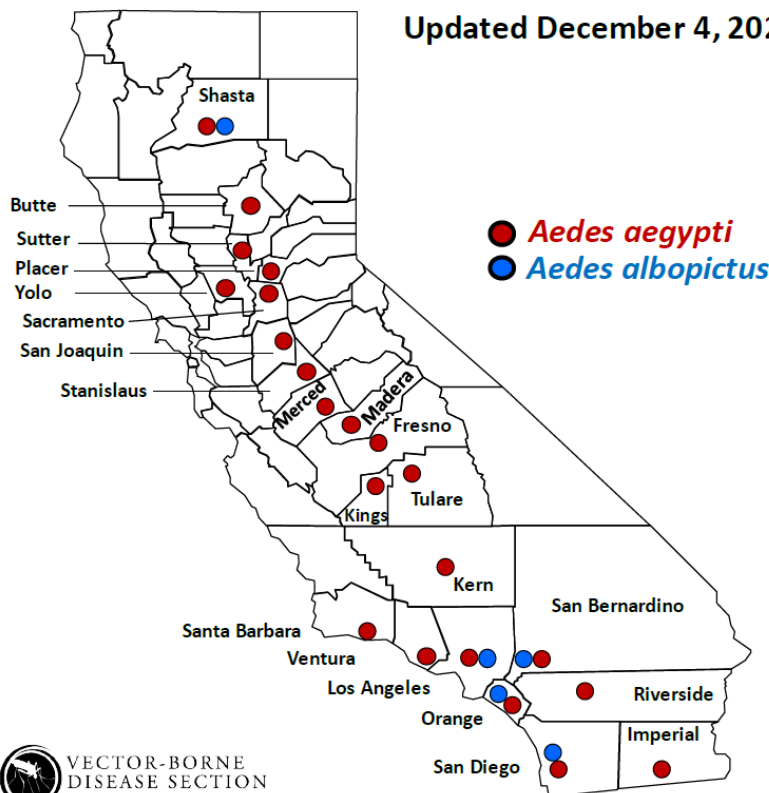 Updated December 4, 202
Shasta
Butte
Sutter
Placer
Yolo
Sacramento
San Joaquin
Stanislaus
Merced
Madera
Fresno
Kings
Tulare
Kern
San Bernardino
Santa Barbara
Ventura
Los Angeles
Orange
Riverside
Imperial
San Diego
Aedes aegypti
Aedes albopictus
VECTOR-BORNE
DISEASE SECTION